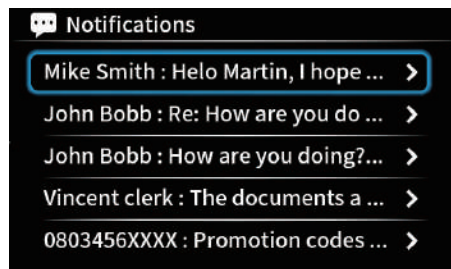 Notifications
Mike Smith : Helo Martin, I hope ...
John Bobb : Re: How are you do ...
John Bobb : How are you doing?...
Vincent clerk : The documents a ...
0803456XXXX : Promotion codes ...